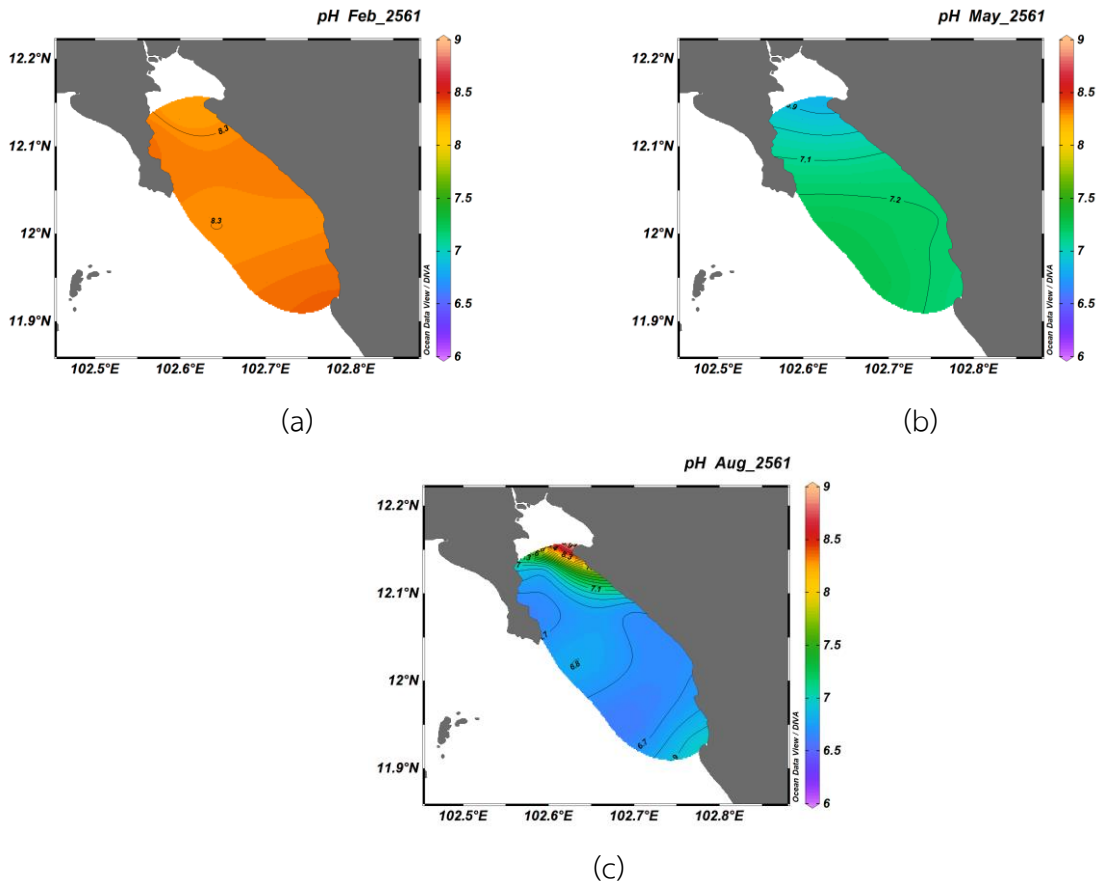 pH Feb_2561
12.2°N
12.1°N
12°N
11.9°N
102.5°E 102.6°E 102.7°E 102.8°E
8.3
8.3
9
8.5
8
7.5
7
6.5
6
Ocean Data View / DIVA
(a)
pH May_2561
12.2°N
12.1°N
12°N
11.9°N
102.5°E 102.6°E 102.7°E 102.8°E
7.1
7.2
9
8.5
8
7.5
7
6.5
6
Ocean Data View / DIVA
(b)
pH Aug_2561
12.2°N
12.1°N
12°N
11.9°N
102.5°E 102.6°E 102.7°E 102.8°E
8.3
7.1
6.8
6.7
9
8.5
8
7.5
7
6.5
6
Ocean Data View / DIVA
(c)